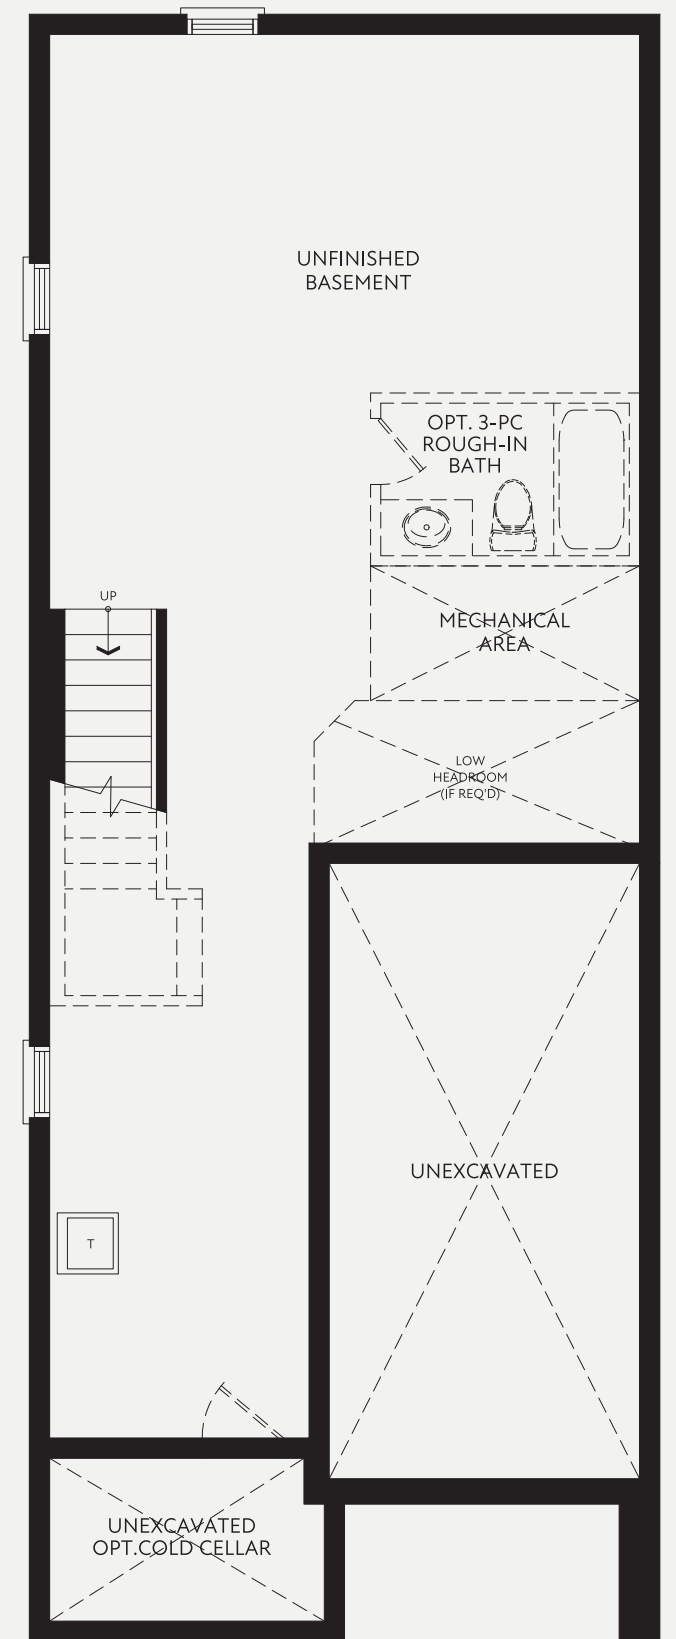 UNFINISHED
BASEMENT
OPT. 3-PC
ROUGH-IN
BATH
UP
MECHANICAL
AREA
LOW
HEADROOM
(IF REQ'D)
UNEXCAVATED
T
UNEXCAVATED
OPT.COLD CELLAR